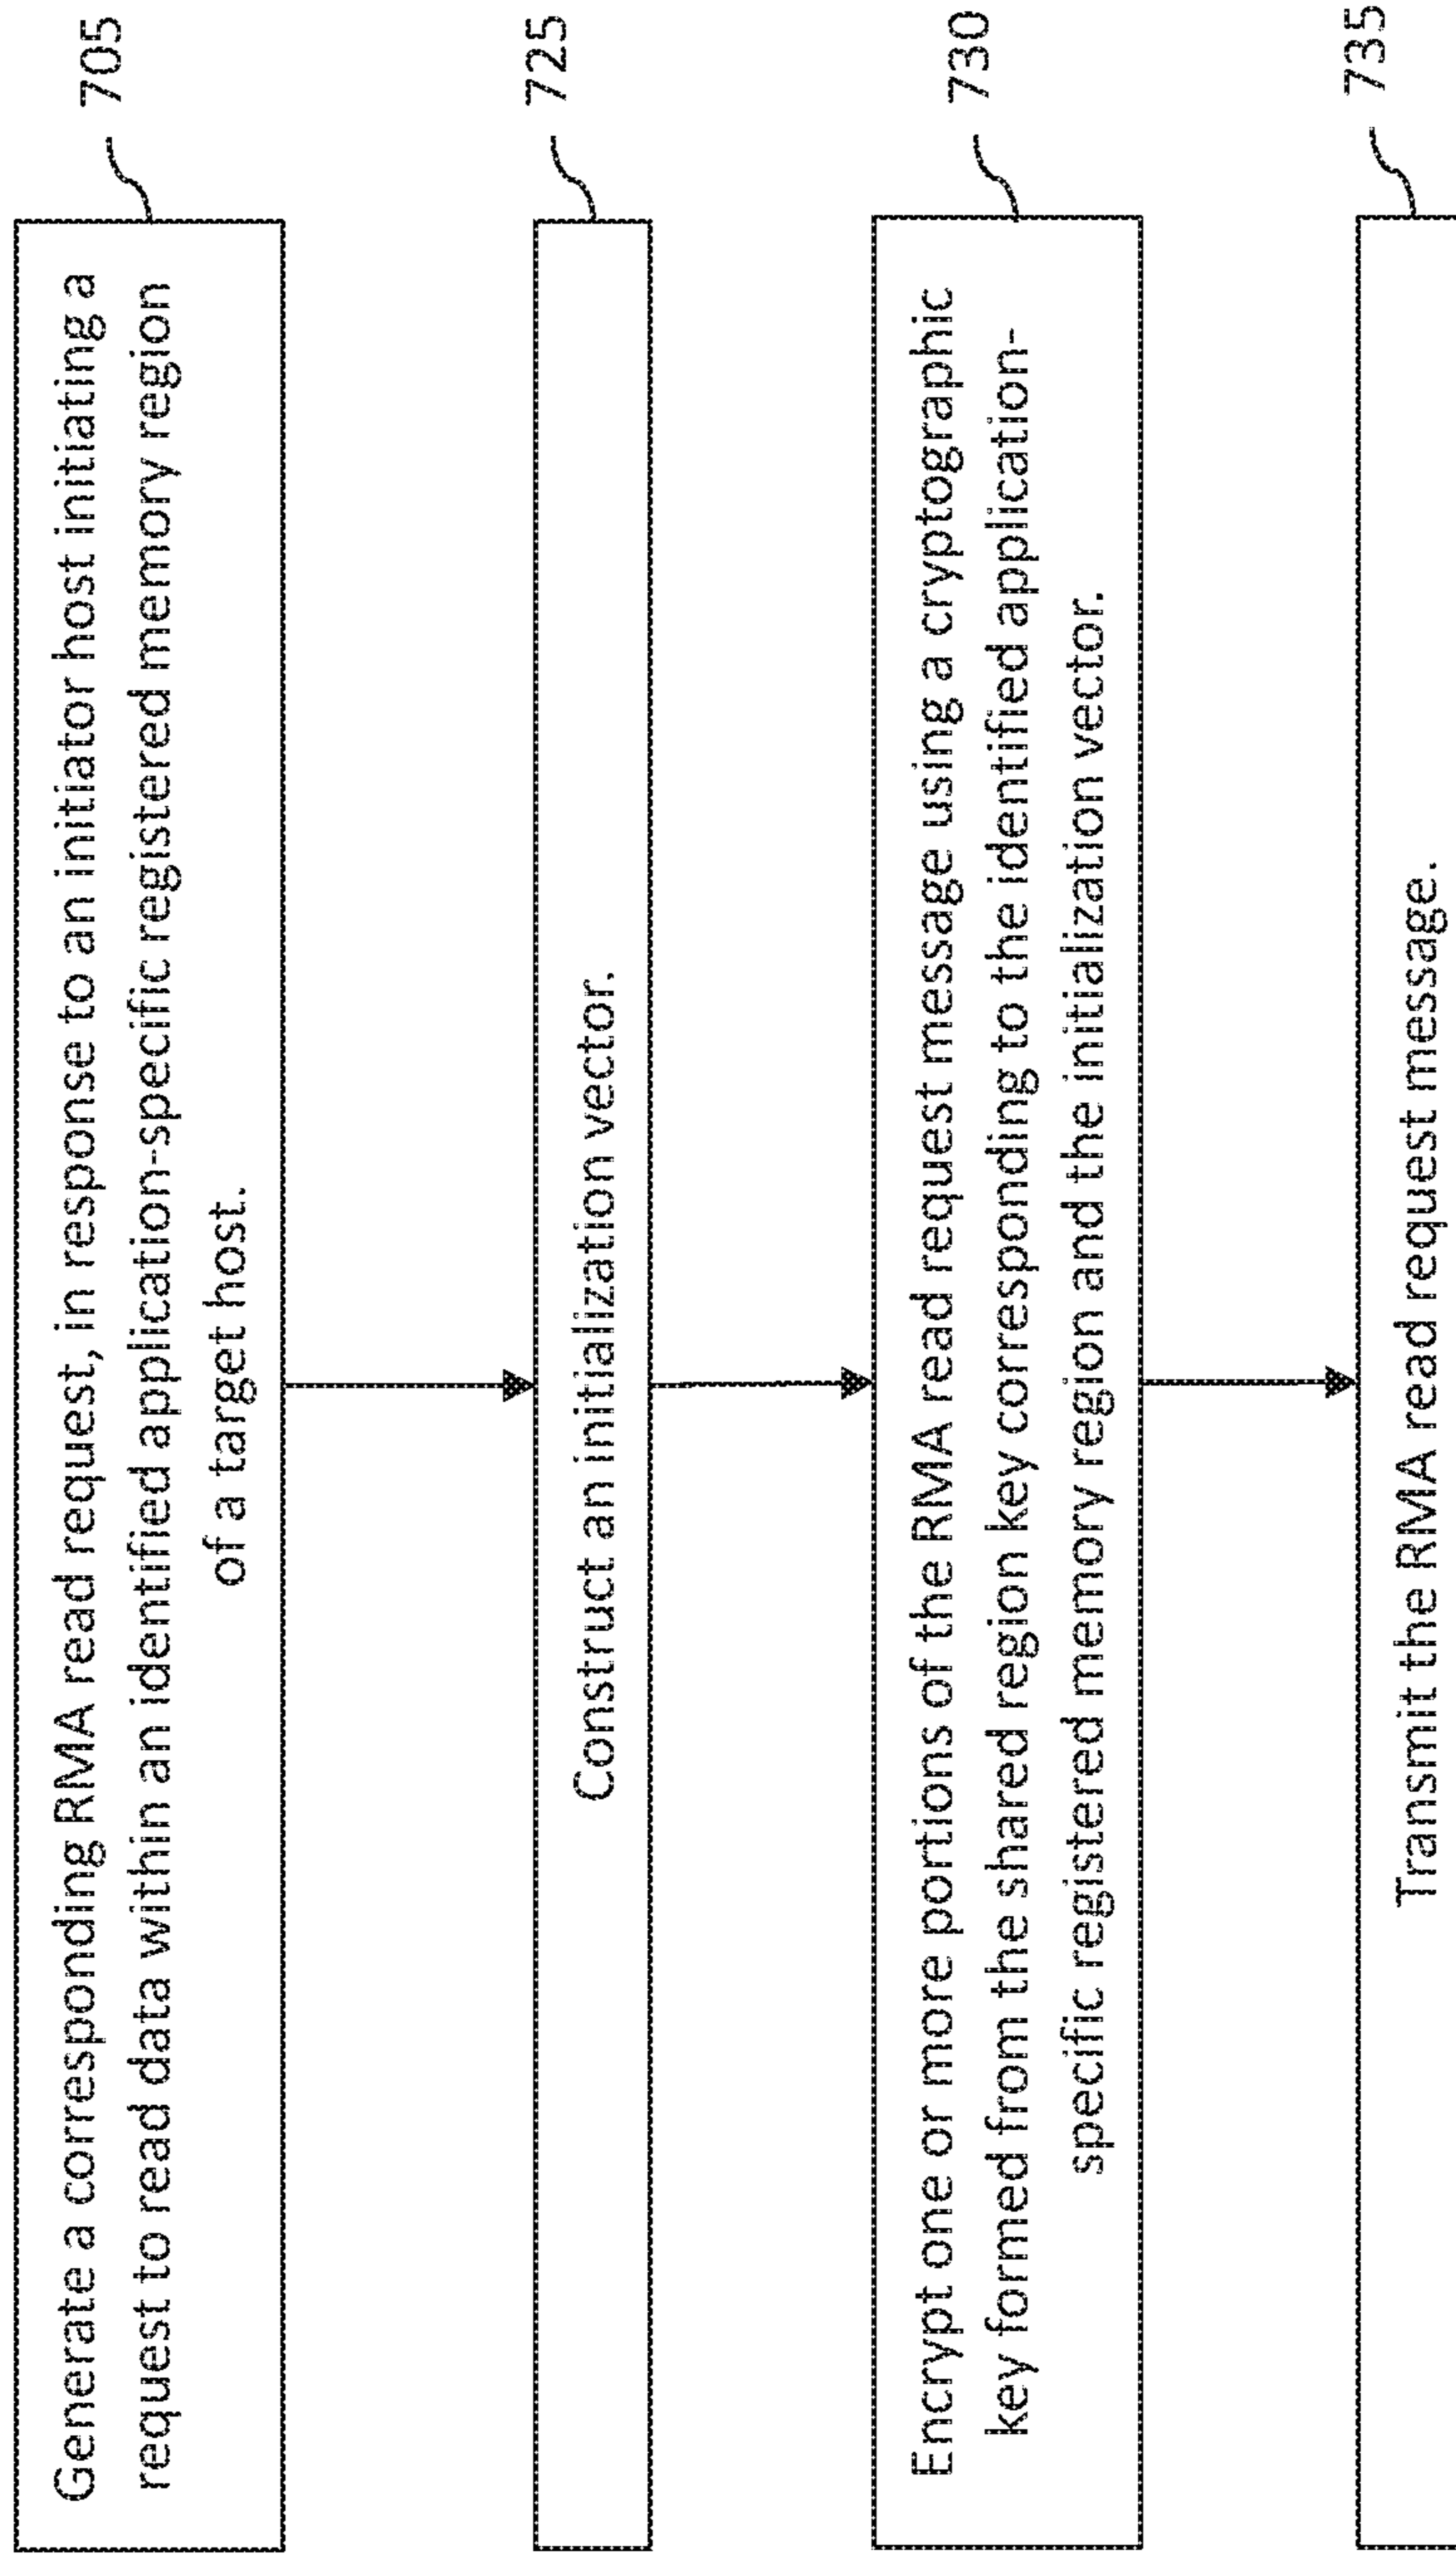 Generate a corresponding RMA read request, in response to an initiator host initiating a
request to read data within an identified application-specific registered memory region
of a target host.
705
Construct an initialization vector.
725
Encrypt one or more portions of the RMA read request message using a cryptographic
key formed from the shared region key corresponding to the identified application-
specific registered memory region and the initialization vector.
730
Transmit the RMA read request message.
735